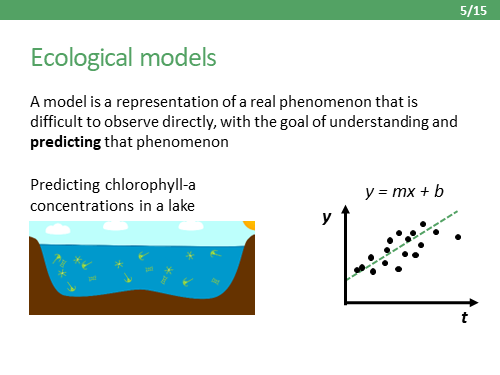 5/15
Ecological models
A model is a representation of a real phenomenon that is
difficult to observe directly, with the goal of understanding and
predicting that phenomenon
Predicting chlorophyll-a
concentrations in a lake
y = mx + b
y
t